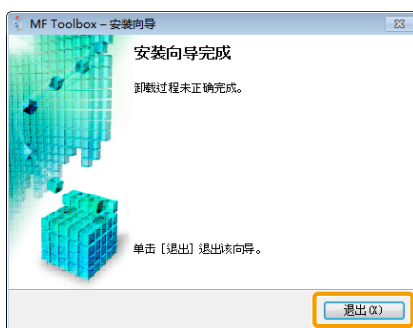 MF Toolbox – 安装向导
安装向导完成
卸载过程未正确完成。
单击 [退出] 退出该向导。
退出(X)